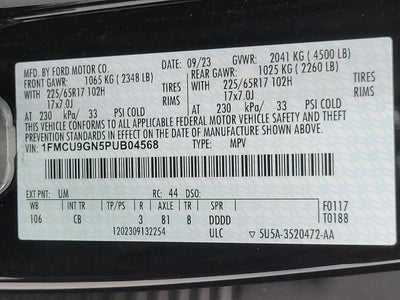 MFD. BY FORD MOTOR CO. 09/23 GVWR: 2041 KG (4500 LB)
FRONT GAWR: 1065 KG (2348 LB) REAR GAWR: 1025 KG (2260 LB)
WITH TIRES WITH TIRES
225/65R17 102H RIMS 225/65R17 102H RIMS
17x7.0J 17x7.0J
AT 230 kPa/ 33 PSI COLD AT 230 kPa/ 33 PSI COLD
THIS VEHICLE CONFORMS TO ALL APPLICABLE FEDERAL MOTOR VEHICLE SAFETY, BUMPER, AND THEFT
PREVENTION STANDARDS IN EFFECT ON THE DATE OF MANUFACTURE SHOWN ABOVE.
VIN: 1FMCU9GN5PUB04568 TYPE: MPV
EXT PNT: UM RC: 44 DSO:
WB INT TR TP/PS R AXLE TR SPR F0117
106 CB 3 81 8 DDDD T0188
1202309132254 ULC 5U5A-3520472-AA